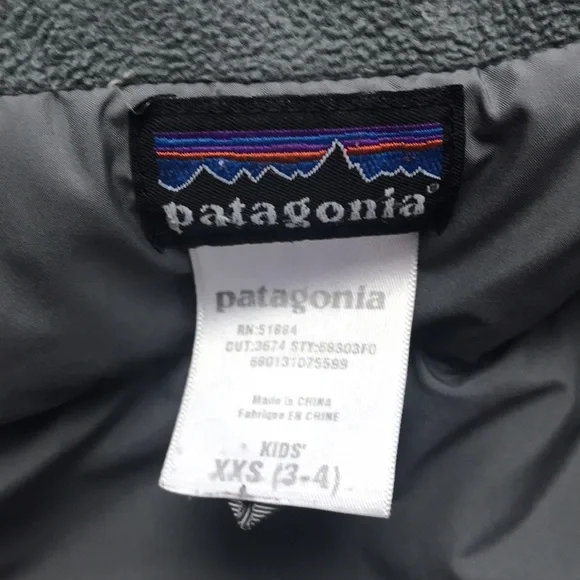 patagonia®
patagonia
RN:51884
CUT:3674 STY:68303F0
680131075599
Made in CHINA
Fabriqué EN CHINE
KIDS'
XXS (3-4)